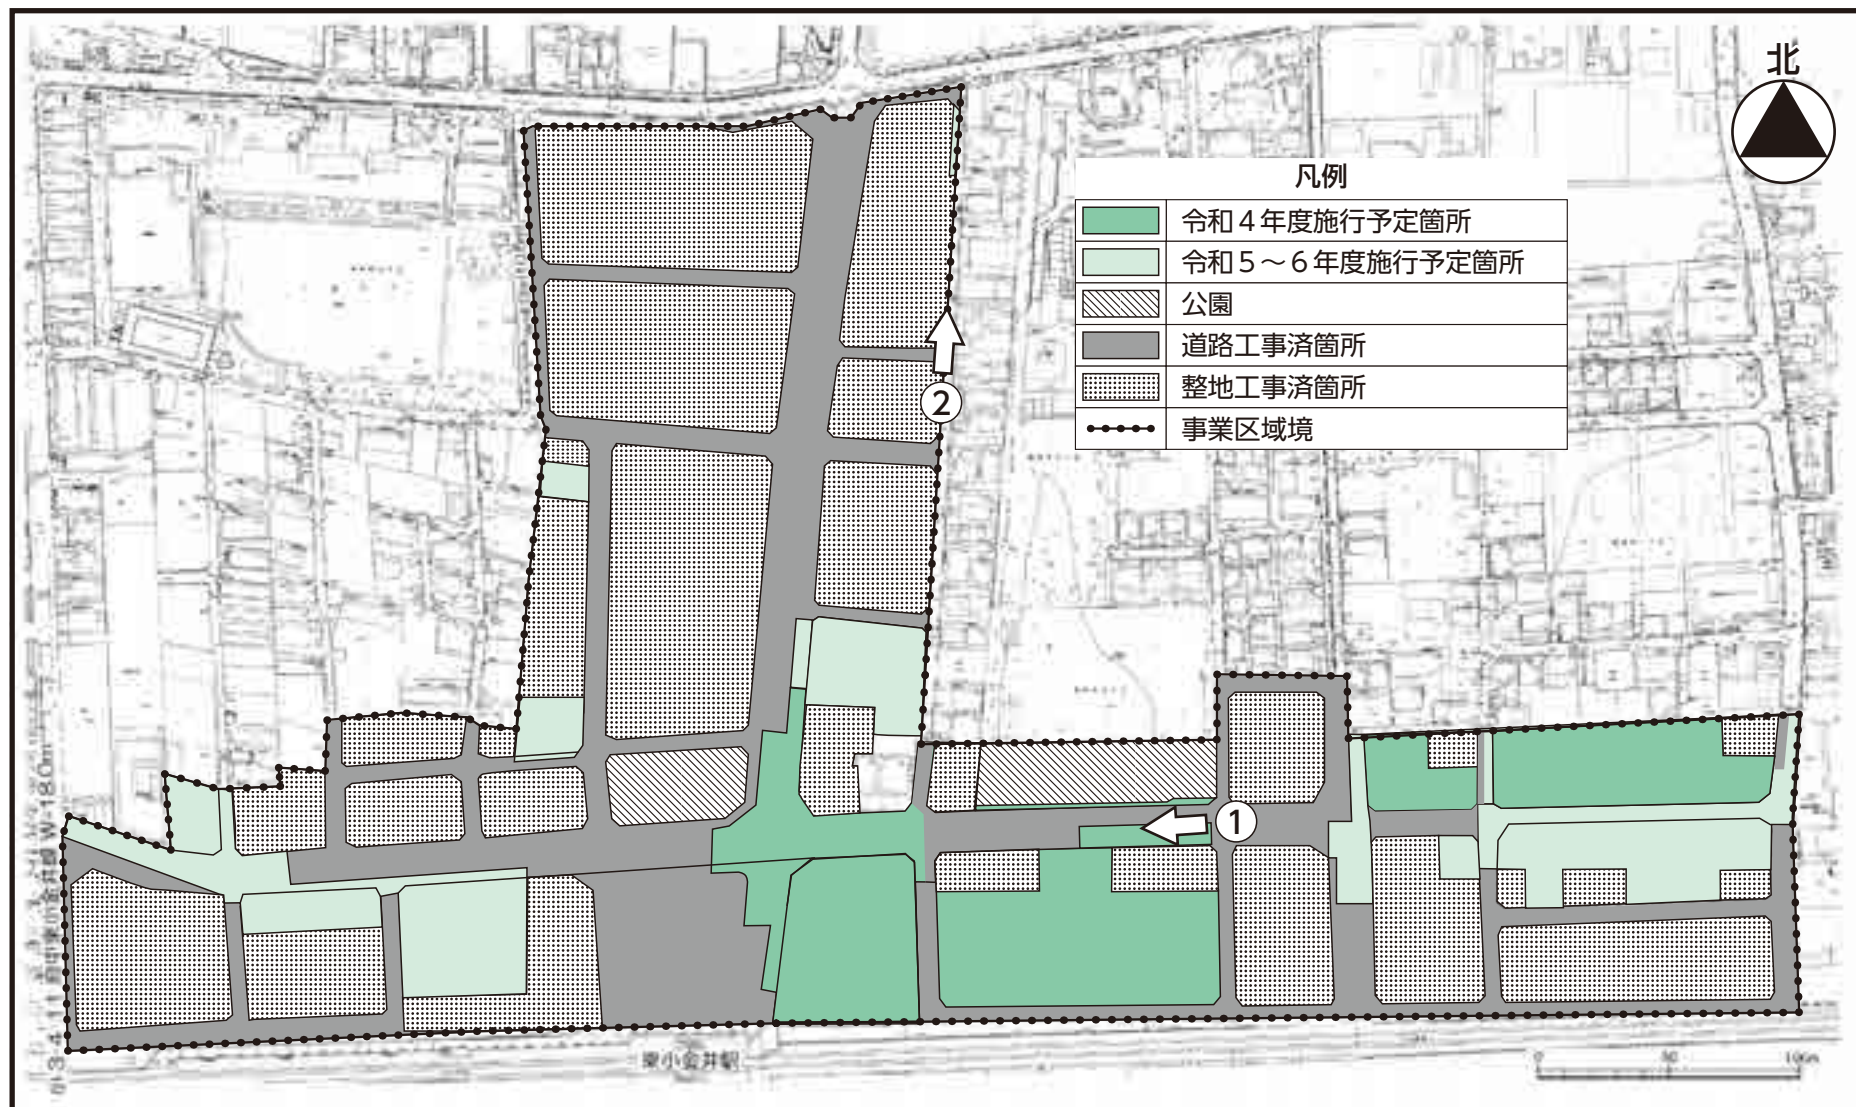 北
凡例
令和４年度施行予定箇所
令和５～６年度施行予定箇所
公園
道路工事済箇所
整地工事済箇所
事業区域境
②
①
東小金井駅
0 50 100m